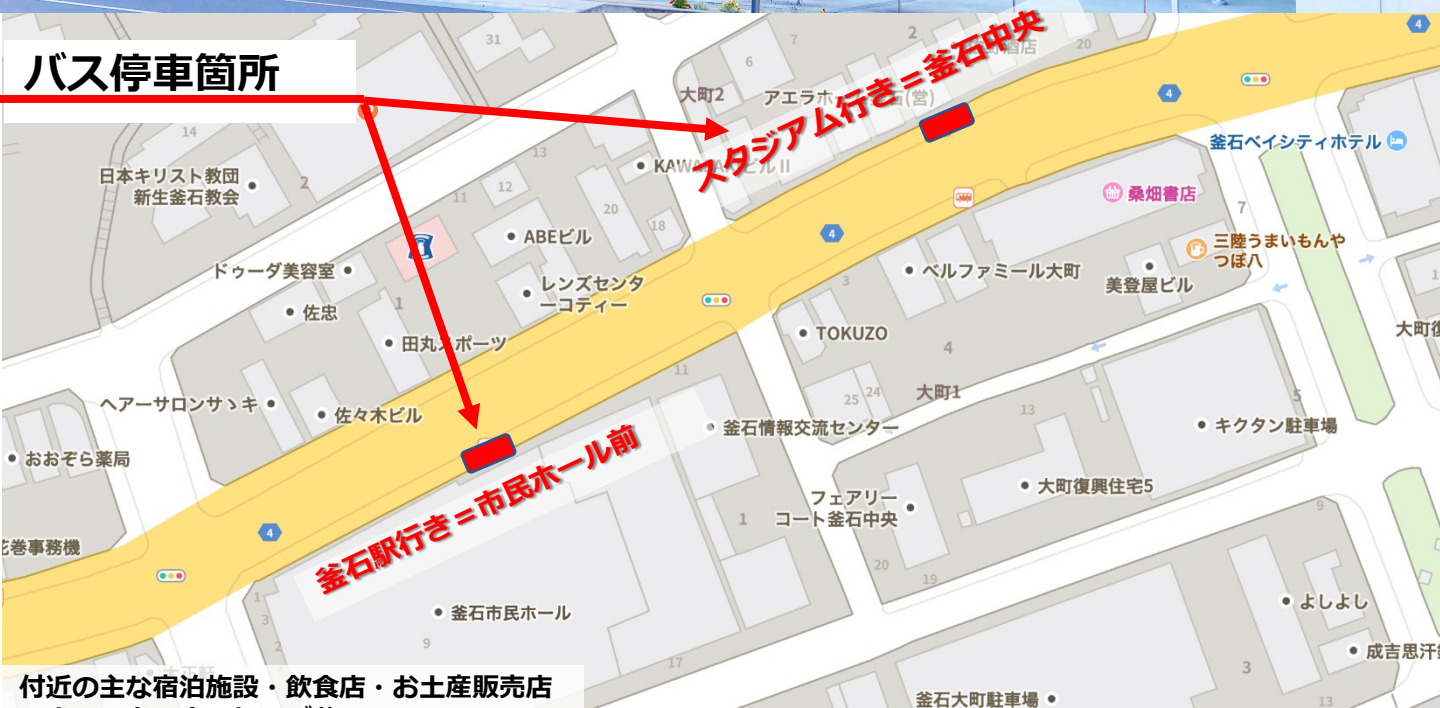 バス停車箇所
スタジアム行き=釜石中央
釜石駅行き=市民ホール前
31
7
2
20
4
6
大町2
アエラホ
(営)
4
14
釜石ベイシティホテル
日本キリスト教団
新生釜石教会
2
13
12
11
KAWA
ビルⅡ
桑畑書店
7
20
18
ABEビル
4
三陸うまいもんや
つぼ八
ドゥーダ美容室
レンズセンタ
ーコティー
ベルファミール大町
美登屋ビル
3
佐忠
1
田丸スポーツ
TOKUZO
4
大町復
11
ヘアーサロンサヽキ
佐々木ビル
25
24
大町1
13
5
釜石情報交流センター
キクタン駐車場
おおぞら薬局
大町復興住宅5
フェアリー
コート釜石中央
1
9
花巻事務機
4
20
19
1
3
2
釜石市民ホール
9
よしよし
17
成吉思汗
3
13
釜石大町駐車場
付近の主な宿泊施設・飲食店・お土産販売店